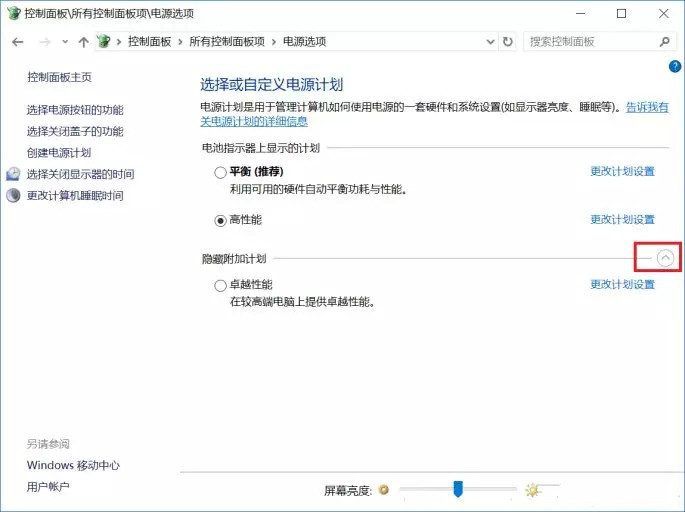 控制面板\所有控制面板项\电源选项
控制面板 > 所有控制面板项 > 电源选项
搜索控制面板
控制面板主页
选择电源按钮的功能
选择关闭盖子的功能
创建电源计划
选择关闭显示器的时间
更改计算机睡眠时间
选择或自定义电源计划
电源计划是用于管理计算机如何使用电源的一套硬件和系统设置(如显示器亮度、睡眠等)。告诉我有
关电源计划的详细信息
电池指示器上显示的计划
平衡 (推荐) 更改计划设置
利用可用的硬件自动平衡功耗与性能。
高性能 更改计划设置
隐藏附加计划
卓越性能 更改计划设置
在较高端电脑上提供卓越性能。
另请参阅
Windows 移动中心
用户帐户
屏幕亮度: